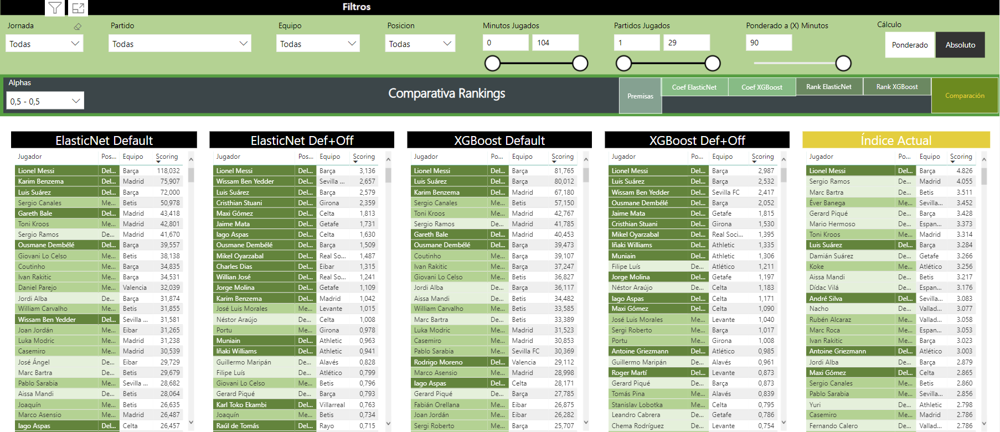 Filtros
Jornada Partido Equipo Posicion Minutos Jugados Partidos Jugados Ponderado a (X) Minutos Cálculo
Todas Todas Todas Todas 0 104 1 29 90 Ponderado Absoluto
Alphas
0,5 - 0,5
Comparativa Rankings
Premisas Coef ElasticNet Coef XGBoost Rank ElasticNet Rank XGBoost Comparación
ElasticNet Default
Jugador Pos... Equipo Scoring
Lionel Messi Del... Barça 118,032
Karim Benzema Del... Madrid 75,907
Luis Suárez Del... Barça 72,000
Sergio Canales Me... Betis 50,978
Gareth Bale Del... Madrid 43,418
Toni Kroos Me... Madrid 42,801
Sergio Ramos De... Madrid 41,670
Ousmane Dembélé Del... Barça 39,557
Giovani Lo Celso Me... Betis 38,138
Coutinho Me... Barça 34,835
Ivan Rakitic Me... Barça 34,531
Daniel Parejo Me... Valencia 32,039
Jordi Alba De... Barça 31,874
William Carvalho Me... Betis 31,855
Wissam Ben Yedder Del... Sevilla ... 31,581
Joan Jordán Me... Eibar 31,265
Luka Modric Me... Madrid 31,238
Casemiro Me... Madrid 30,539
José Ángel De... Eibar 29,729
Marc Bartra De... Betis 29,679
Pablo Sarabia Me... Sevilla ... 28,682
Aissa Mandi De... Betis 28,064
Joaquín Me... Betis 26,635
Marco Asensio Me... Madrid 26,487
Iago Aspas Del... Celta 26,457
ElasticNet Def+Off
Jugador Pos... Equipo Scoring
Lionel Messi Del... Barça 3,136
Wissam Ben Yedder Del... Sevilla ... 2,657
Luis Suárez Del... Barça 2,579
Cristhian Stuani Del... Girona 2,359
Maxi Gómez Del... Celta 1,813
Jaime Mata Del... Getafe 1,731
Iago Aspas Del... Celta 1,630
Ousmane Dembélé Del... Barça 1,509
Mikel Oyarzabal Del... Real So... 1,487
Charles Dias Del... Eibar 1,315
Willian José Del... Real So... 1,241
Jorge Molina Del... Getafe 1,109
Karim Benzema Del... Madrid 1,042
José Luis Morales Me... Levante 1,015
Néstor Araújo De... Celta 1,008
Portu Me... Girona 0,978
Muniain Del... Athletic 0,963
Iñaki Williams Del... Athletic 0,941
Guillermo Maripán De... Alavés 0,828
Filipe Luís De... Atlético 0,799
Giovani Lo Celso Me... Betis 0,796
Gerard Piqué De... Barça 0,793
Karl Toko Ekambi Del... Villarreal 0,763
Joaquín Me... Betis 0,734
Raúl de Tomás Del... Rayo 0,715
XGBoost Default
Jugador Po... Equipo Scoring
Lionel Messi Del... Barça 81,765
Luis Suárez Del... Barça 80,012
Karim Benzema Del... Madrid 67,180
Sergio Canales Me... Betis 57,150
Toni Kroos Me... Madrid 42,767
Sergio Ramos De... Madrid 41,785
Gareth Bale Del... Madrid 40,453
Ousmane Dembélé Del... Barça 39,473
Coutinho Me... Barça 39,107
Ivan Rakitic Me... Barça 37,247
Giovani Lo Celso Me... Betis 36,827
Jordi Alba De... Barça 36,117
Aissa Mandi De... Betis 34,482
William Carvalho Me... Betis 33,585
Marc Bartra De... Betis 33,389
Luka Modric Me... Madrid 31,523
Casemiro Me... Madrid 30,853
Pablo Sarabia Me... Sevilla FC 30,369
Rodrigo Moreno Del... Valencia 29,112
Marco Asensio Me... Madrid 28,998
Iago Aspas Del... Celta 28,171
Gerard Piqué De... Barça 27,785
Fabián Orellana Me... Eibar 26,875
Joan Jordán Me... Eibar 26,282
Sergi Roberto Me... Barça 25,707
XGBoost Def+Off
Jugador Po... Equipo Scoring
Lionel Messi Del... Barça 2,987
Luis Suárez Del... Barça 2,532
Wissam Ben Yedder Del... Sevilla FC 2,417
Ousmane Dembélé Del... Barça 2,052
Jaime Mata Del... Getafe 1,815
Cristhian Stuani Del... Girona 1,530
Mikel Oyarzabal Del... Real Soci... 1,395
Iñaki Williams Del... Athletic 1,335
Muniain Del... Athletic 1,306
Filipe Luís De... Atlético 1,211
Jorge Molina Del... Getafe 1,197
Néstor Araújo De... Celta 1,183
Iago Aspas Del... Celta 1,171
Maxi Gómez Del... Celta 1,090
José Luis Morales Me... Levante 1,040
Sergi Roberto Me... Barça 1,017
Portu Me... Girona 1,008
Antoine Griezmann Del... Atlético 0,985
Guillermo Maripán De... Alavés 0,961
Roger Martí Del... Levante 0,873
Gerard Piqué De... Barça 0,873
Tomás Pina Me... Alavés 0,839
Stanislav Lobotka Me... Celta 0,795
Leandro Cabrera De... Getafe 0,786
Chema Rodríguez De... Levante 0,754
Índice Actual
Jugador Po... Equipo Scoring
Lionel Messi Del... Barça 4.826
Sergio Ramos De... Madrid 4.055
Marc Bartra De... Betis 3.511
Éver Banega Me... Sevilla... 3.452
Gerard Piqué De... Barça 3.428
Mario Hermoso De... Espan... 3.373
Toni Kroos Me... Madrid 3.314
Luis Suárez Del... Barça 3.284
Damián Suárez De... Getafe 3.266
Koke Me... Atlético 3.256
Aissa Mandi De... Betis 3.217
Dídac Vilá De... Espan... 3.176
André Silva Del... Sevilla... 3.083
Nacho De... Vallad... 3.077
Rubén Alcaraz Me... Vallad... 3.058
Marc Roca Me... Espan... 3.053
Ivan Rakitic Me... Barça 3.023
Antoine Griezmann Del... Atlético 3.003
Jordi Alba De... Barça 2.879
Maxi Gómez Del... Celta 2.865
Sergio Canales Me... Betis 2.860
Pablo Sarabia Me... Sevilla... 2.856
Yuri De... Athletic 2.798
Casemiro Me... Madrid 2.786
Fernando Calero De... Vallad... 2.786